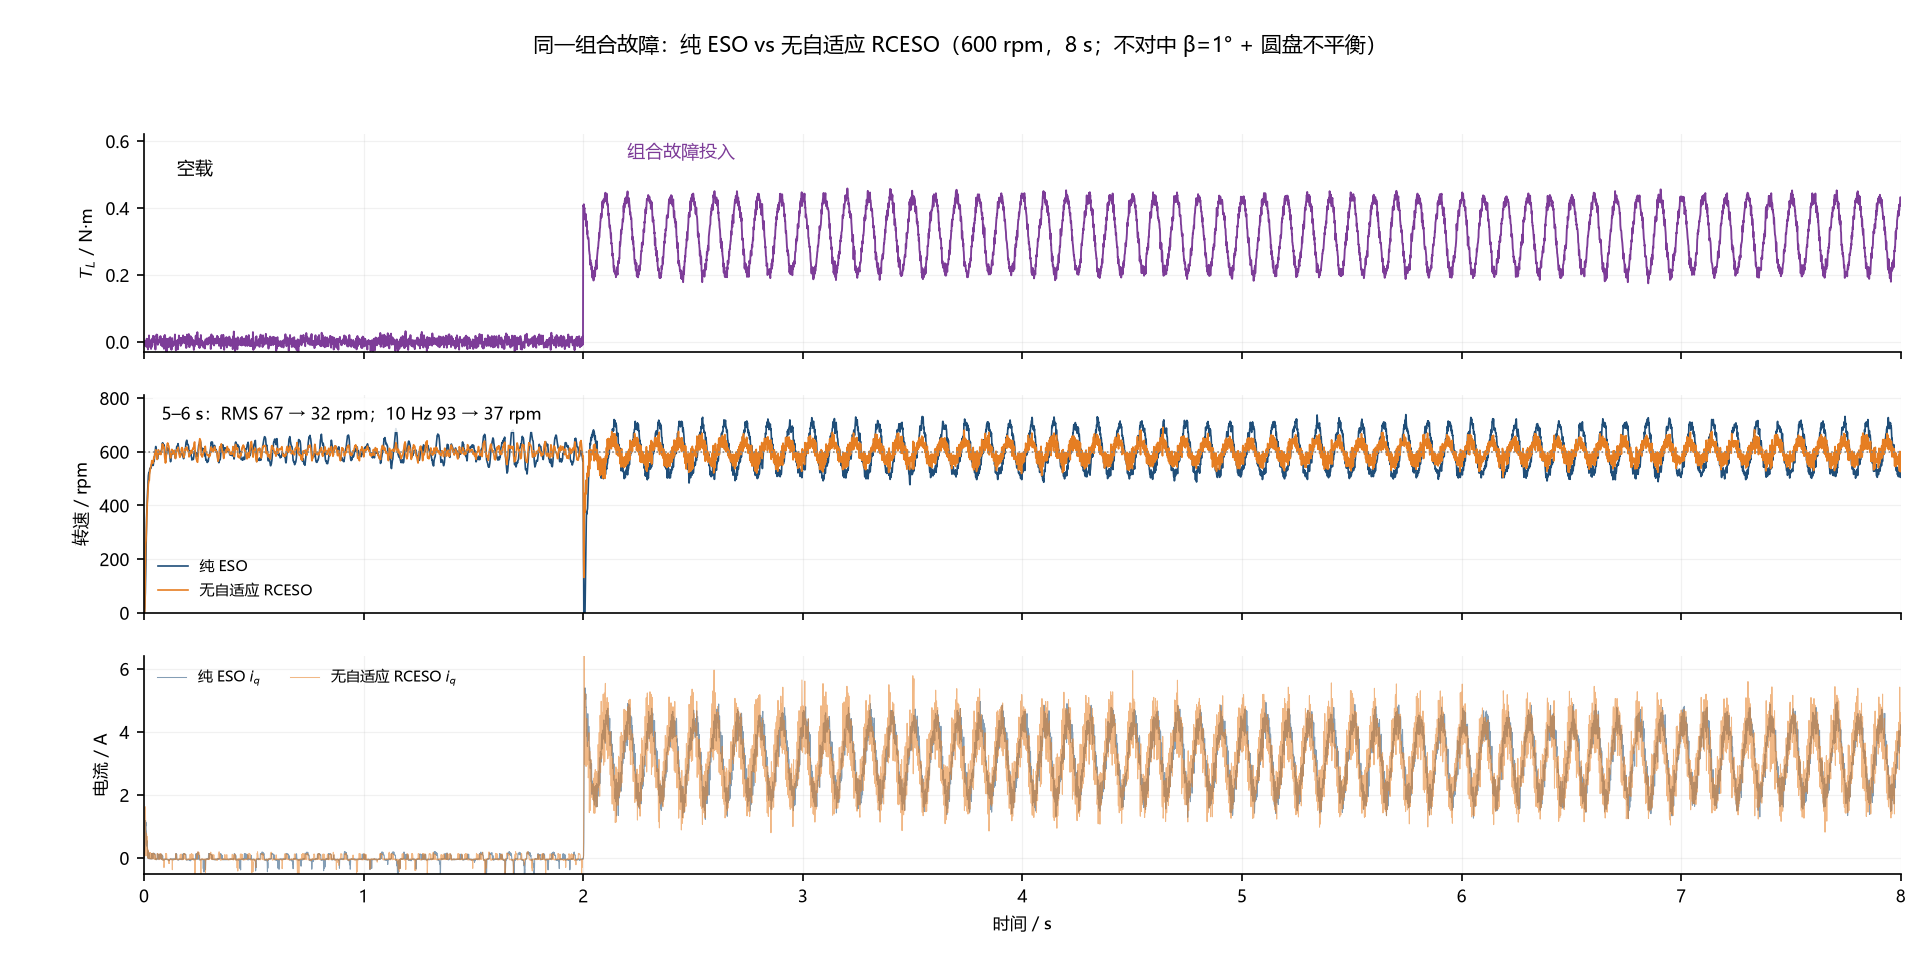 同一组合故障：纯 ESO vs 无自适应 RCESO（600 rpm，8 s；不对中 β=1° + 圆盘不平衡）
0.6
0.4
0.2
0.0
T_L / N·m
空载
组合故障投入
800
600
400
200
0
转速 / rpm
5–6 s：RMS 67 → 32 rpm；10 Hz 93 → 37 rpm
纯 ESO
无自适应 RCESO
6
4
2
0
电流 / A
纯 ESO i_q
无自适应 RCESO i_q
0 1 2 3 4 5 6 7 8
时间 / s